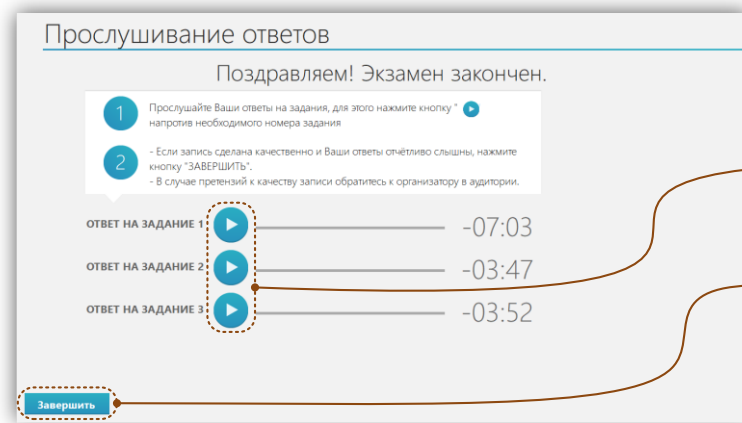 Прослушивание ответов
Поздравляем! Экзамен закончен.
1
Прослушайте Ваши ответы на задания, для этого нажмите кнопку "
напротив необходимого номера задания
2
- Если запись сделана качественно и Ваши ответы отчётливо слышны, нажмите
кнопку "ЗАВЕРШИТЬ".
- В случае претензий к качеству записи обратитесь к организатору в аудитории.
ОТВЕТ НА ЗАДАНИЕ 1 -07:03
ОТВЕТ НА ЗАДАНИЕ 2 -03:47
ОТВЕТ НА ЗАДАНИЕ 3 -03:52
Завершить